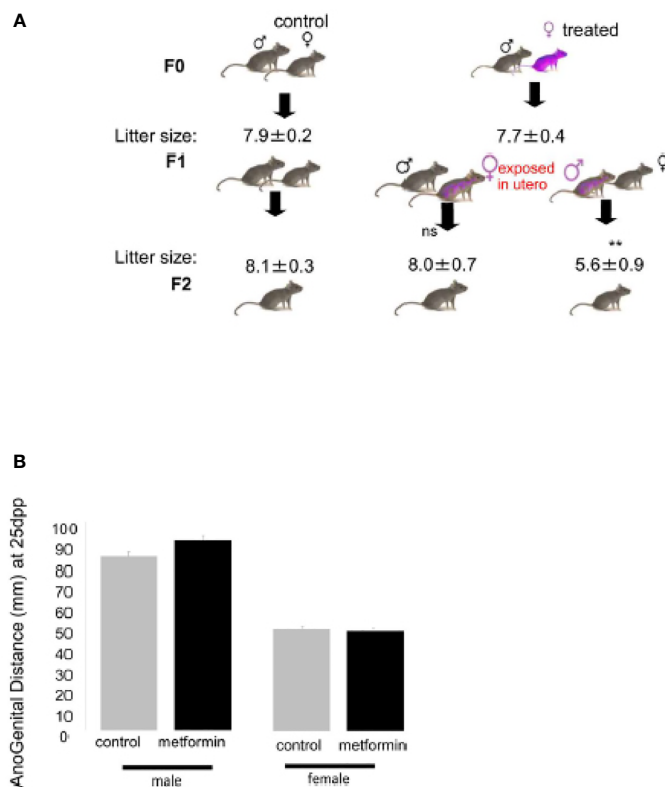 A
control
♂ ♀
♀ treated
♂
F0
Litter size: 7.9±0.2 7.7±0.4
F1
♂ ♀ exposed in utero ♂ ♀
ns **
Litter size: 8.1±0.3 8.0±0.7 5.6±0.9
F2
B
AnoGenital Distance (mm) at 25dpp
100
90
80
70
60
50
40
30
20
10
0
control metformin control metformin
male female